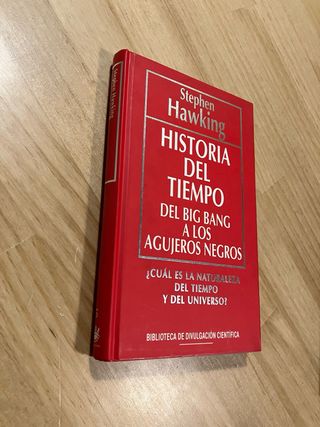 Stephen
Hawking
HISTORIA
DEL
TIEMPO
DEL BIG BANG
A LOS
AGUJEROS NEGROS
¿CUÁL ES LA NATURALEZA
DEL TIEMPO
Y DEL UNIVERSO?
BIBLIOTECA DE DIVULGACIÓN CIENTÍFICA
Stephen Hawking